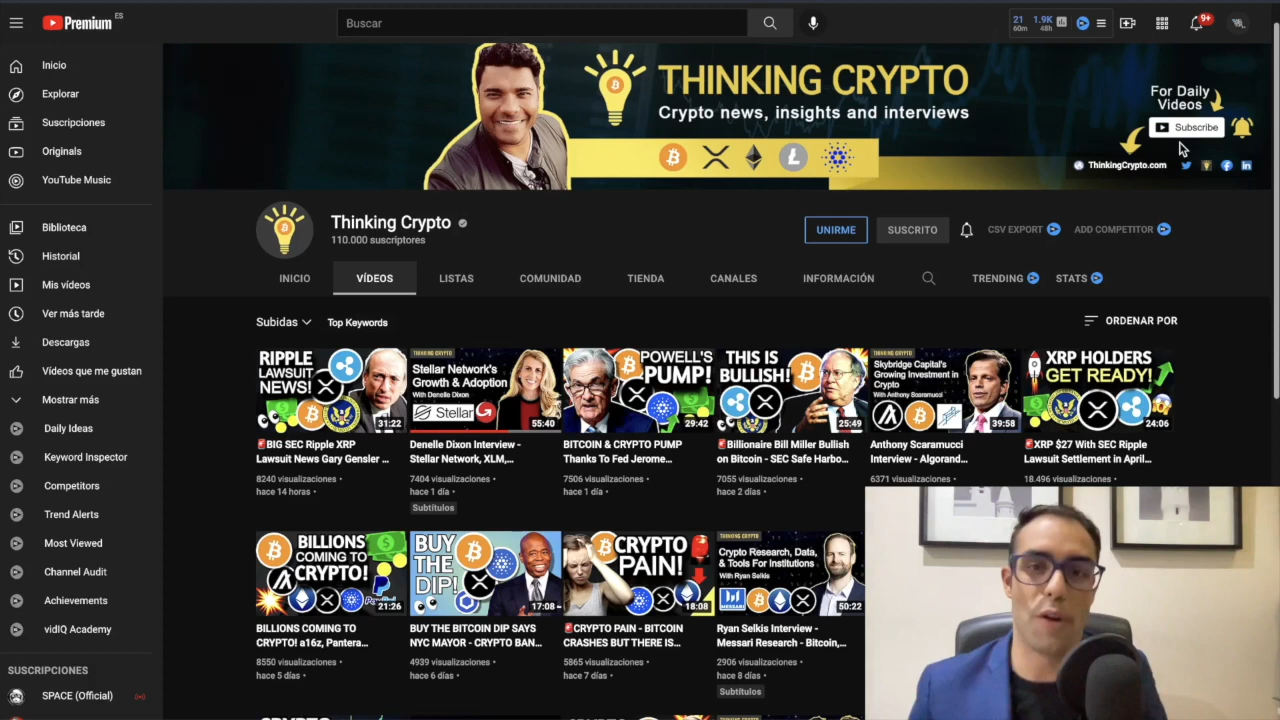 Premium ES
Buscar
21
60m
1.9K
48h
9+
Inicio
Explorar
Suscripciones
Originals
YouTube Music
Biblioteca
Historial
Mis vídeos
Ver más tarde
Descargas
Vídeos que me gustan
Mostrar más
Daily Ideas
Keyword Inspector
Competitors
Trend Alerts
Most Viewed
Channel Audit
Achievements
vidIQ Academy
SUSCRIPCIONES
SPACE (Official)
THINKING CRYPTO
Crypto news, insights and interviews
For Daily
Videos
Subscribe
ThinkingCrypto.com
Thinking Crypto
110.000 suscriptores
UNIRME
SUSCRITO
CSV EXPORT
ADD COMPETITOR
INICIO
VÍDEOS
LISTAS
COMUNIDAD
TIENDA
CANALES
INFORMACIÓN
TRENDING
STATS
Subidas
Top Keywords
ORDENAR POR
RIPPLE
LAWSUIT
NEWS!
31:22
BIG SEC Ripple XRP
Lawsuit News Gary Gensler ...
8240 visualizaciones •
hace 14 horas •
THINKING CRYPTO
Stellar Network's
Growth & Adoption
With Denelle Dixon
Stellar
55:40
Denelle Dixon Interview -
Stellar Network, XLM,...
7404 visualizaciones •
hace 1 día •
Subtítulos
POWELL'S
PUMP!
29:42
BITCOIN & CRYPTO PUMP
Thanks To Fed Jerome...
7506 visualizaciones •
hace 1 día •
THIS IS
BULLISH!
25:49
Billionaire Bill Miller Bullish
on Bitcoin - SEC Safe Harbo...
7055 visualizaciones •
hace 2 días •
THINKING CRYPTO
Skybridge Capital's
Growing Investment in
Crypto
With Anthony Scaramucci
39:58
Anthony Scaramucci
Interview - Algorand...
6371 visualizaciones •
XRP HOLDERS
GET READY!
24:06
XRP $27 With SEC Ripple
Lawsuit Settlement in April...
18.496 visualizaciones •
BILLIONS
COMING TO
CRYPTO!
21:26
BILLIONS COMING TO
CRYPTO! a16z, Pantera...
8550 visualizaciones •
hace 5 días •
BUY
THE
DIP!
17:08
BUY THE BITCOIN DIP SAYS
NYC MAYOR - CRYPTO BAN...
4939 visualizaciones •
hace 6 días •
CRYPTO
PAIN!
18:08
CRYPTO PAIN - BITCOIN
CRASHES BUT THERE IS...
5865 visualizaciones •
hace 7 días •
THINKING CRYPTO
Crypto Research, Data,
& Tools For Institutions
With Ryan Selkis
MESSARI
50:22
Ryan Selkis Interview -
Messari Research - Bitcoin,...
2906 visualizaciones •
hace 8 días •
Subtítulos